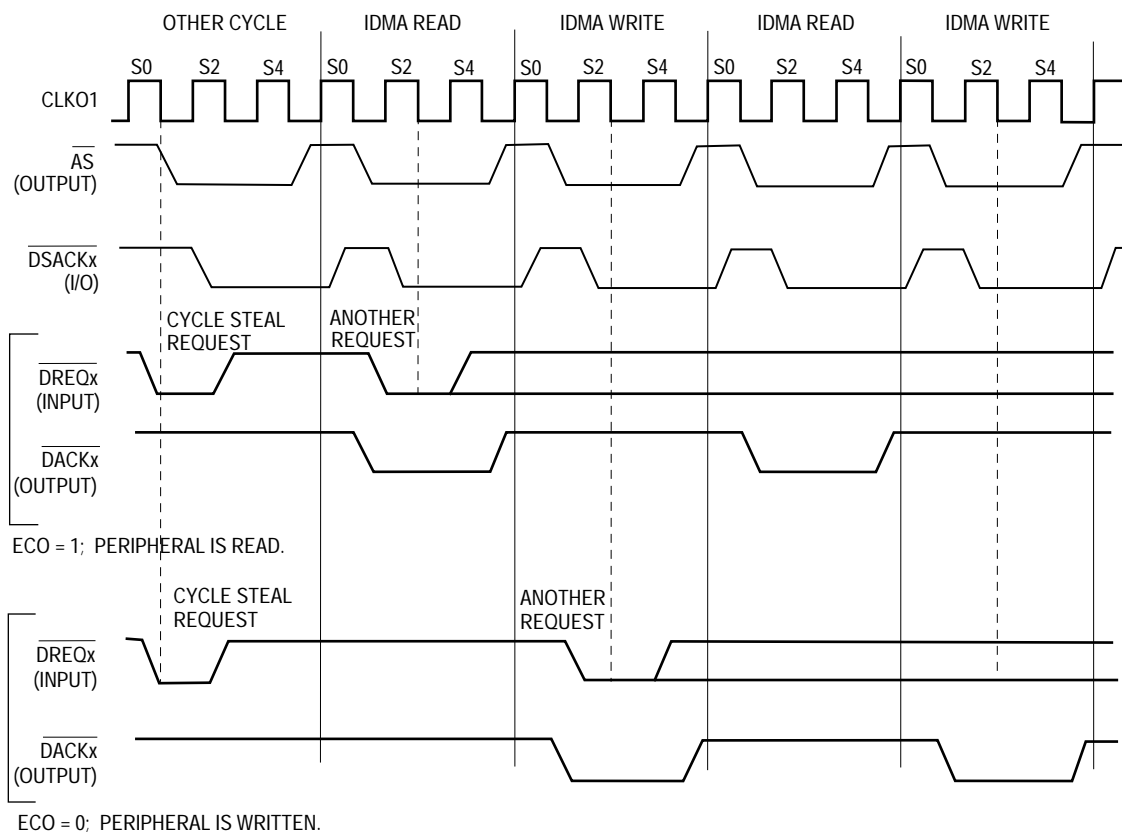 OTHER CYCLE IDMA READ IDMA WRITE IDMA READ IDMA WRITE
S0 S2 S4 S0 S2 S4 S0 S2 S4 S0 S2 S4 S0 S2 S4
CLKO1
AS
(OUTPUT)
DSACKx
(I/O)
CYCLE STEAL
REQUEST
ANOTHER
REQUEST
DREQx
(INPUT)
DACKx
(OUTPUT)
ECO = 1; PERIPHERAL IS READ.
CYCLE STEAL
REQUEST
ANOTHER
REQUEST
DREQx
(INPUT)
DACKx
(OUTPUT)
ECO = 0; PERIPHERAL IS WRITTEN.